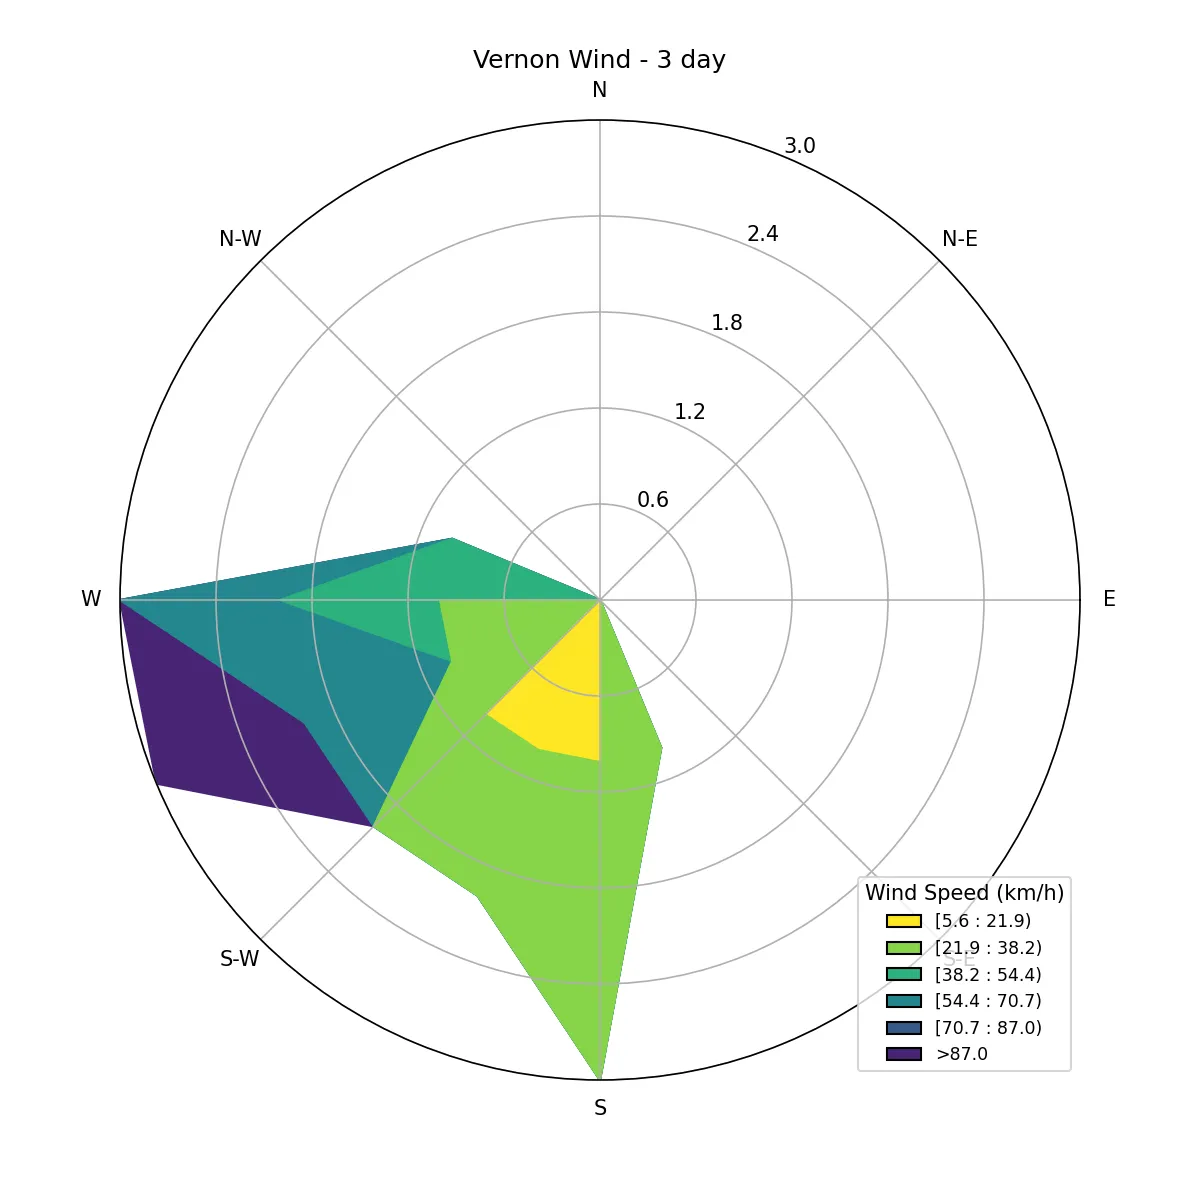 Vernon Wind - 3 day
N
3.0
N-W
N-E
2.4
1.8
1.2
0.6
W
E
Wind Speed (km/h)
[5.6 : 21.9)
[21.9 : 38.2)
S-W
S-E
[38.2 : 54.4)
[54.4 : 70.7)
[70.7 : 87.0)
>87.0
S